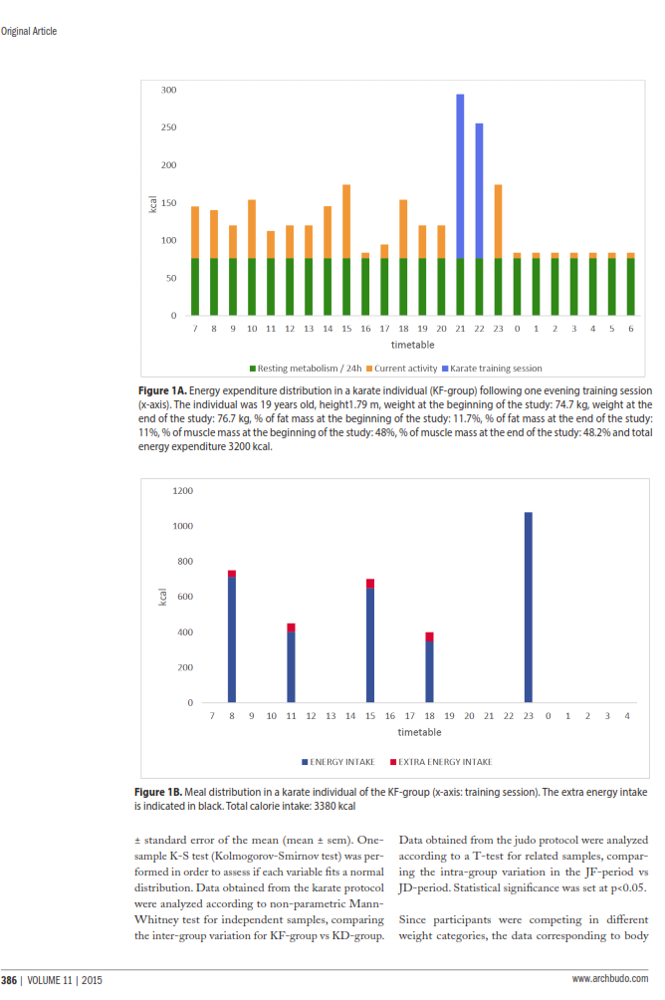 Original Article
300
250
200
150
100
50
0
kcal
7 8 9 10 11 12 13 14 15 16 17 18 19 20 21 22 23 0 1 2 3 4 5 6
timetable
Resting metabolism / 24h Current activity Karate training session
Figure 1A. Energy expenditure distribution in a karate individual (KF-group) following one evening training session
(x-axis). The individual was 19 years old, height1.79 m, weight at the beginning of the study: 74.7 kg, weight at the
end of the study: 76.7 kg, % of fat mass at the beginning of the study: 11.7%, % of fat mass at the end of the study:
11%, % of muscle mass at the beginning of the study: 48%, % of muscle mass at the end of the study: 48.2% and total
energy expenditure 3200 kcal.
1200
1000
800
600
400
200
0
kcal
7 8 9 10 11 12 13 14 15 16 17 18 19 20 21 22 23 0 1 2 3 4
timetable
ENERGY INTAKE EXTRA ENERGY INTAKE
Figure 1B. Meal distribution in a karate individual of the KF-group (x-axis: training session). The extra energy intake
is indicated in black. Total calorie intake: 3380 kcal
± standard error of the mean (mean ± sem). One-
sample K-S test (Kolmogorov-Smirnov test) was per-
formed in order to assess if each variable fits a normal
distribution. Data obtained from the karate protocol
were analyzed according to non-parametric Mann-
Whitney test for independent samples, comparing
the inter-group variation for KF-group vs KD-group.
Data obtained from the judo protocol were analyzed
according to a T-test for related samples, compar-
ing the intra-group variation in the JF-period vs
JD-period. Statistical significance was set at p<0.05.
Since participants were competing in different
weight categories, the data corresponding to body
386 | VOLUME 11 | 2015
www.archbudo.com